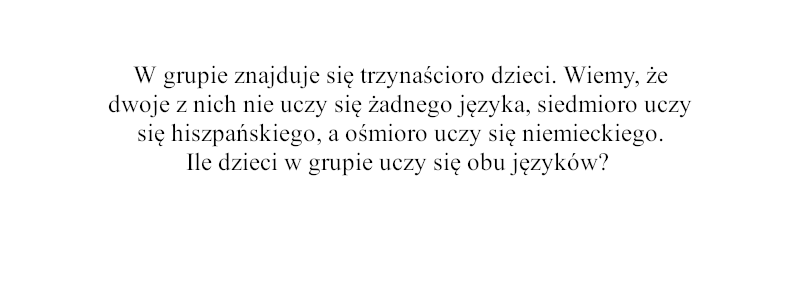 W grupie znajduje się trzynaścioro dzieci. Wiemy, że
dwoje z nich nie uczy się żadnego języka, siedmioro uczy
się hiszpańskiego, a ośmioro uczy się niemieckiego.
Ile dzieci w grupie uczy się obu języków?